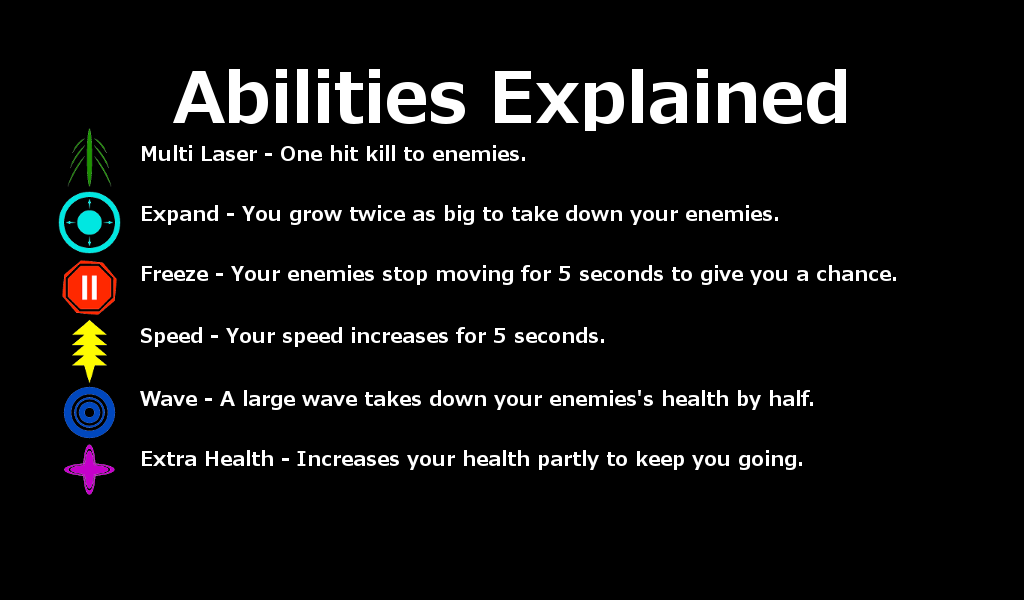 Abilities Explained
Multi Laser - One hit kill to enemies.
Expand - You grow twice as big to take down your enemies.
Freeze - Your enemies stop moving for 5 seconds to give you a chance.
Speed - Your speed increases for 5 seconds.
Wave - A large wave takes down your enemies's health by half.
Extra Health - Increases your health partly to keep you going.